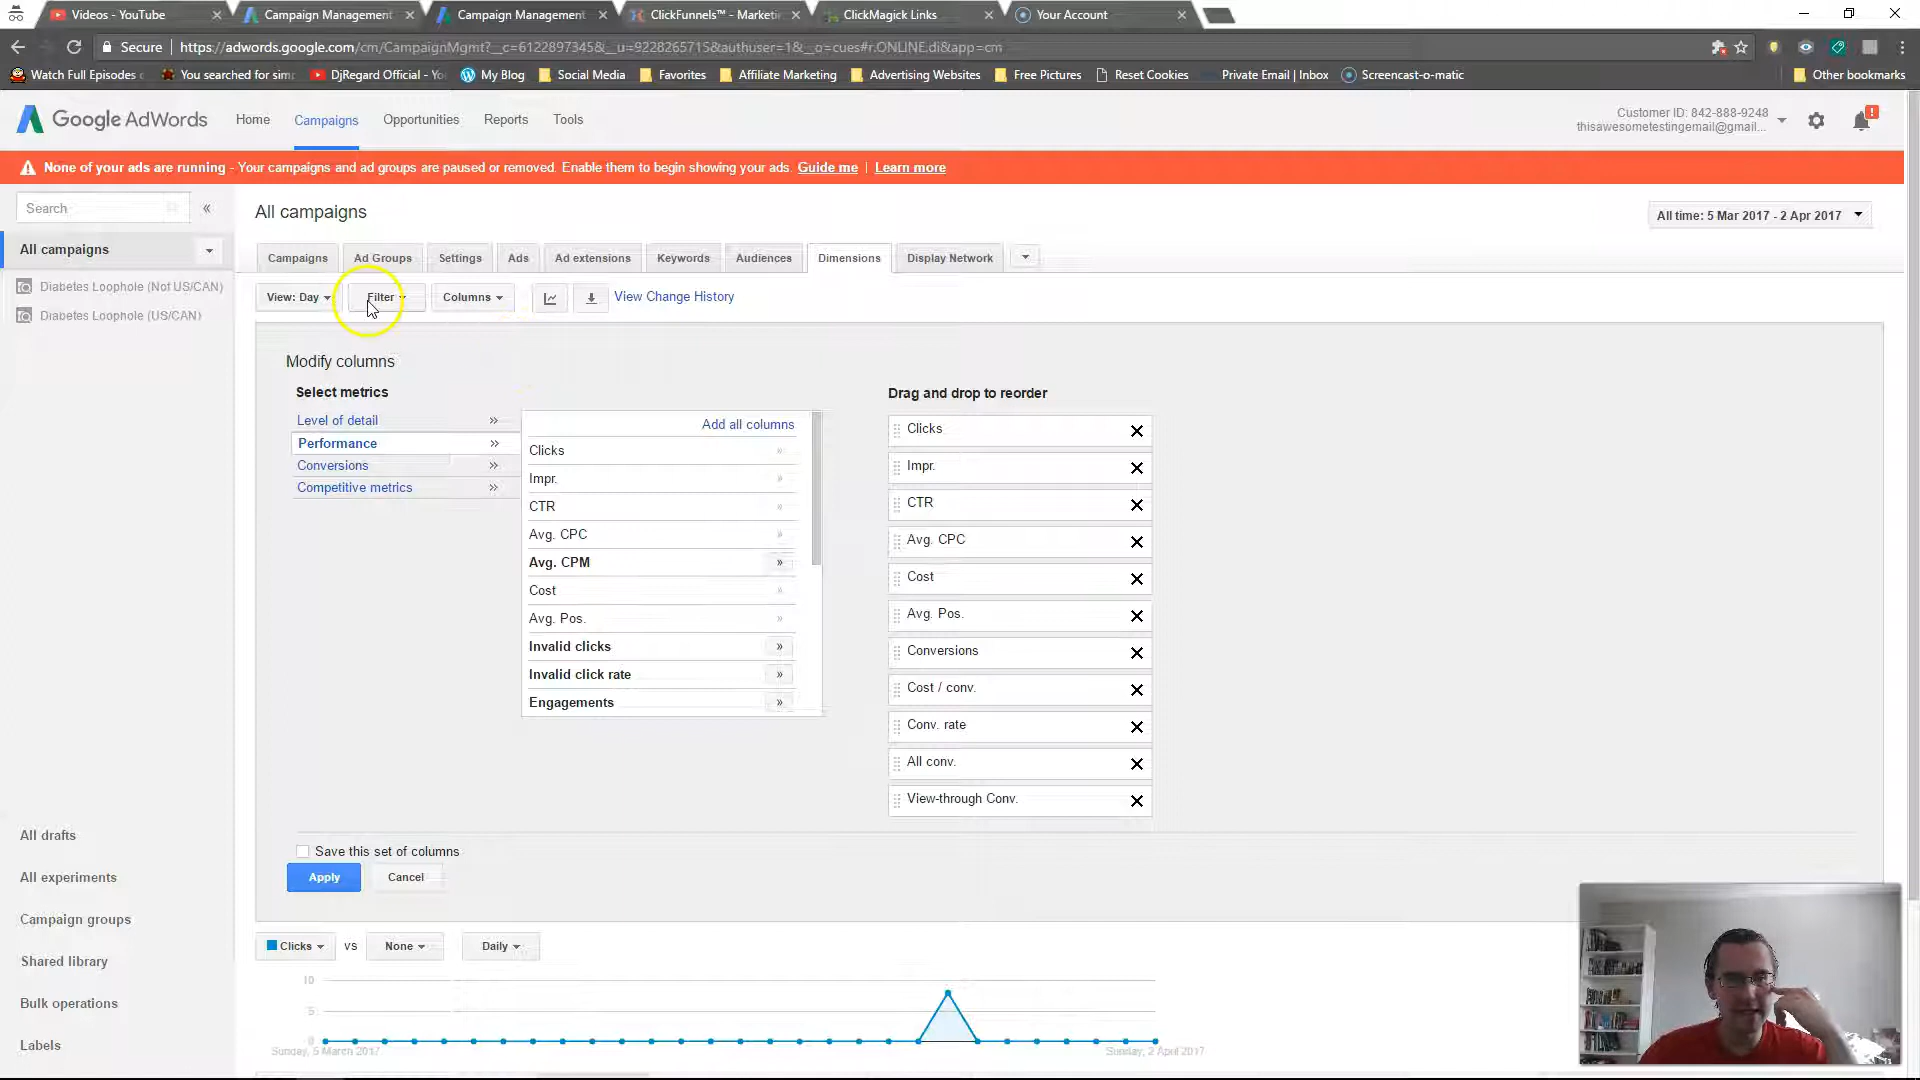 Videos - YouTube
Campaign Management
Campaign Management
ClickFunnels™ - Marketi
ClickMagick Links
Your Account
Secure
https://adwords.google.com/cm/CampaignMgmt?__c=6122897345&__u=9228265715&authuser=1&__o=cues#r.ONLINE.di&app=cm
Watch Full Episodes
You searched for sim
DjRegard Official - Yo
My Blog
Social Media
Favorites
Affiliate Marketing
Advertising Websites
Free Pictures
Reset Cookies
Private Email | Inbox
Screencast-o-matic
Other bookmarks
Google AdWords
Home
Campaigns
Opportunities
Reports
Tools
Customer ID: 842-888-9248
thisawesometestingemail@gmail...
None of your ads are running - Your campaigns and ad groups are paused or removed. Enable them to begin showing your ads. Guide me | Learn more
Search
All campaigns
Diabetes Loophole (Not US/CAN)
Diabetes Loophole (US/CAN)
All drafts
All experiments
Campaign groups
Shared library
Bulk operations
Labels
All campaigns
All time: 5 Mar 2017 - 2 Apr 2017
Campaigns
Ad Groups
Settings
Ads
Ad extensions
Keywords
Audiences
Dimensions
Display Network
View: Day
Filter
Columns
View Change History
Modify columns
Select metrics
Level of detail
Performance
Conversions
Competitive metrics
Add all columns
Clicks
Impr.
CTR
Avg. CPC
Avg. CPM
Cost
Avg. Pos.
Invalid clicks
Invalid click rate
Engagements
Drag and drop to reorder
Clicks
Impr.
CTR
Avg. CPC
Cost
Avg. Pos.
Conversions
Cost / conv.
Conv. rate
All conv.
View-through Conv.
Save this set of columns
Apply
Cancel
Clicks
vs
None
Daily
10
5
0
Sunday, 5 March 2017
Sunday, 2 April 2017